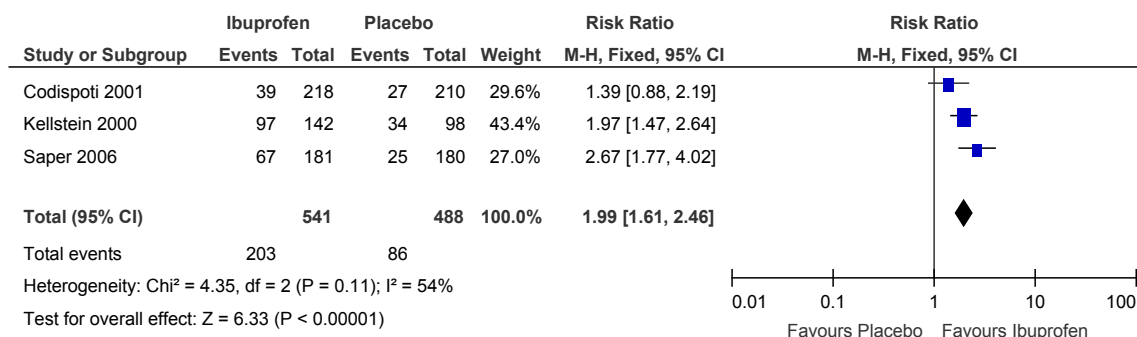 Ibuprofen Placebo Risk Ratio Risk Ratio
Study or Subgroup Events Total Events Total Weight M-H, Fixed, 95% CI M-H, Fixed, 95% CI
Codispoti 2001 39 218 27 210 29.6% 1.39 [0.88, 2.19]
Kellstein 2000 97 142 34 98 43.4% 1.97 [1.47, 2.64]
Saper 2006 67 181 25 180 27.0% 2.67 [1.77, 4.02]
Total (95% CI) 541 488 100.0% 1.99 [1.61, 2.46]
Total events 203 86
Heterogeneity: Chi² = 4.35, df = 2 (P = 0.11); I² = 54%
Test for overall effect: Z = 6.33 (P < 0.00001)
0.01 0.1 1 10 100
Favours Placebo Favours Ibuprofen